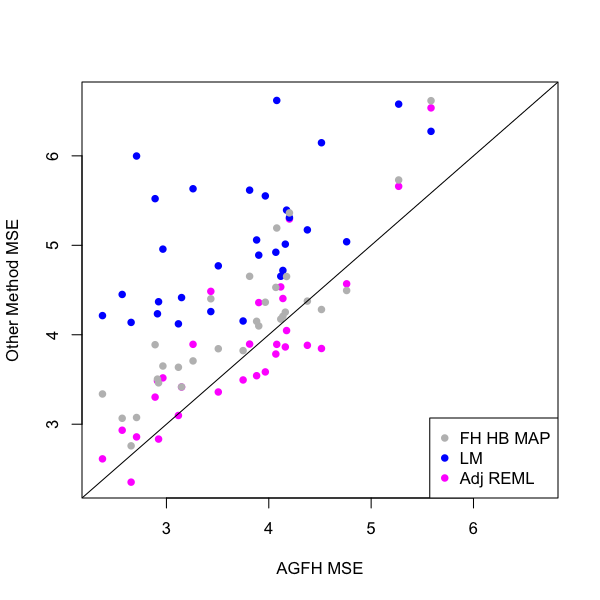 Other Method MSE
6
5
4
3
FH HB MAP
LM
Adj REML
3 4 5 6
AGFH MSE